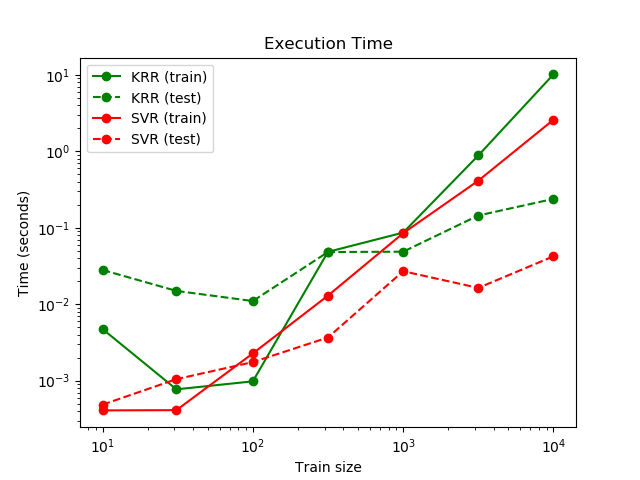 Execution Time
KRR (train)
KRR (test)
SVR (train)
SVR (test)
Time (seconds)
10¹
10⁰
10⁻¹
10⁻²
10⁻³
10¹
10²
10³
10⁴
Train size